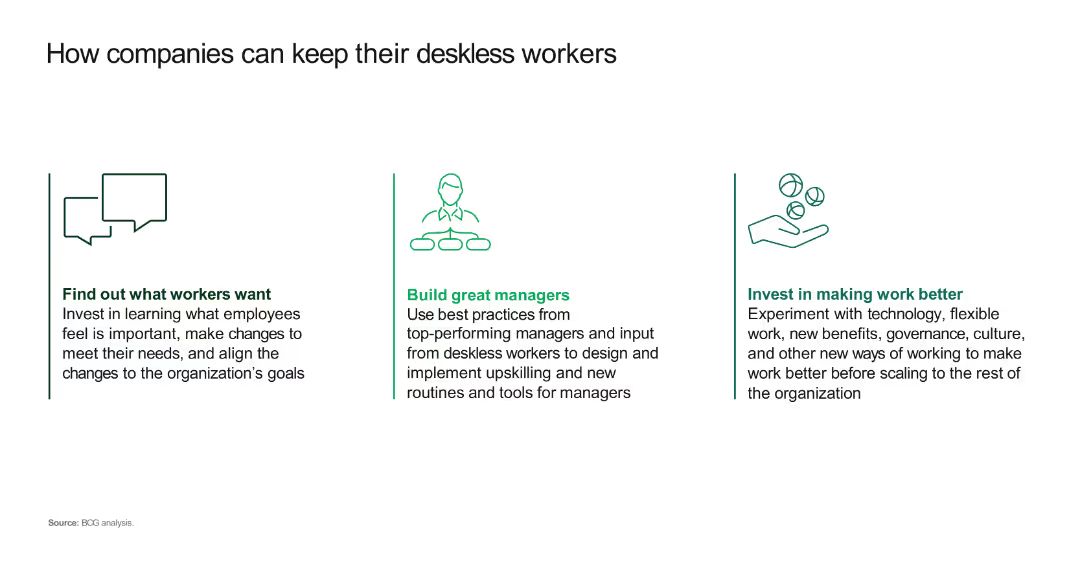 How companies can keep their deskless workers
Find out what workers want
Invest in learning what employees
feel is important, make changes to
meet their needs, and align the
changes to the organization’s goals
Build great managers
Use best practices from
top-performing managers and input
from deskless workers to design and
implement upskilling and new
routines and tools for managers
Invest in making work better
Experiment with technology, flexible
work, new benefits, governance, culture,
and other new ways of working to make
work better before scaling to the rest of
the organization
Source: BCG analysis.